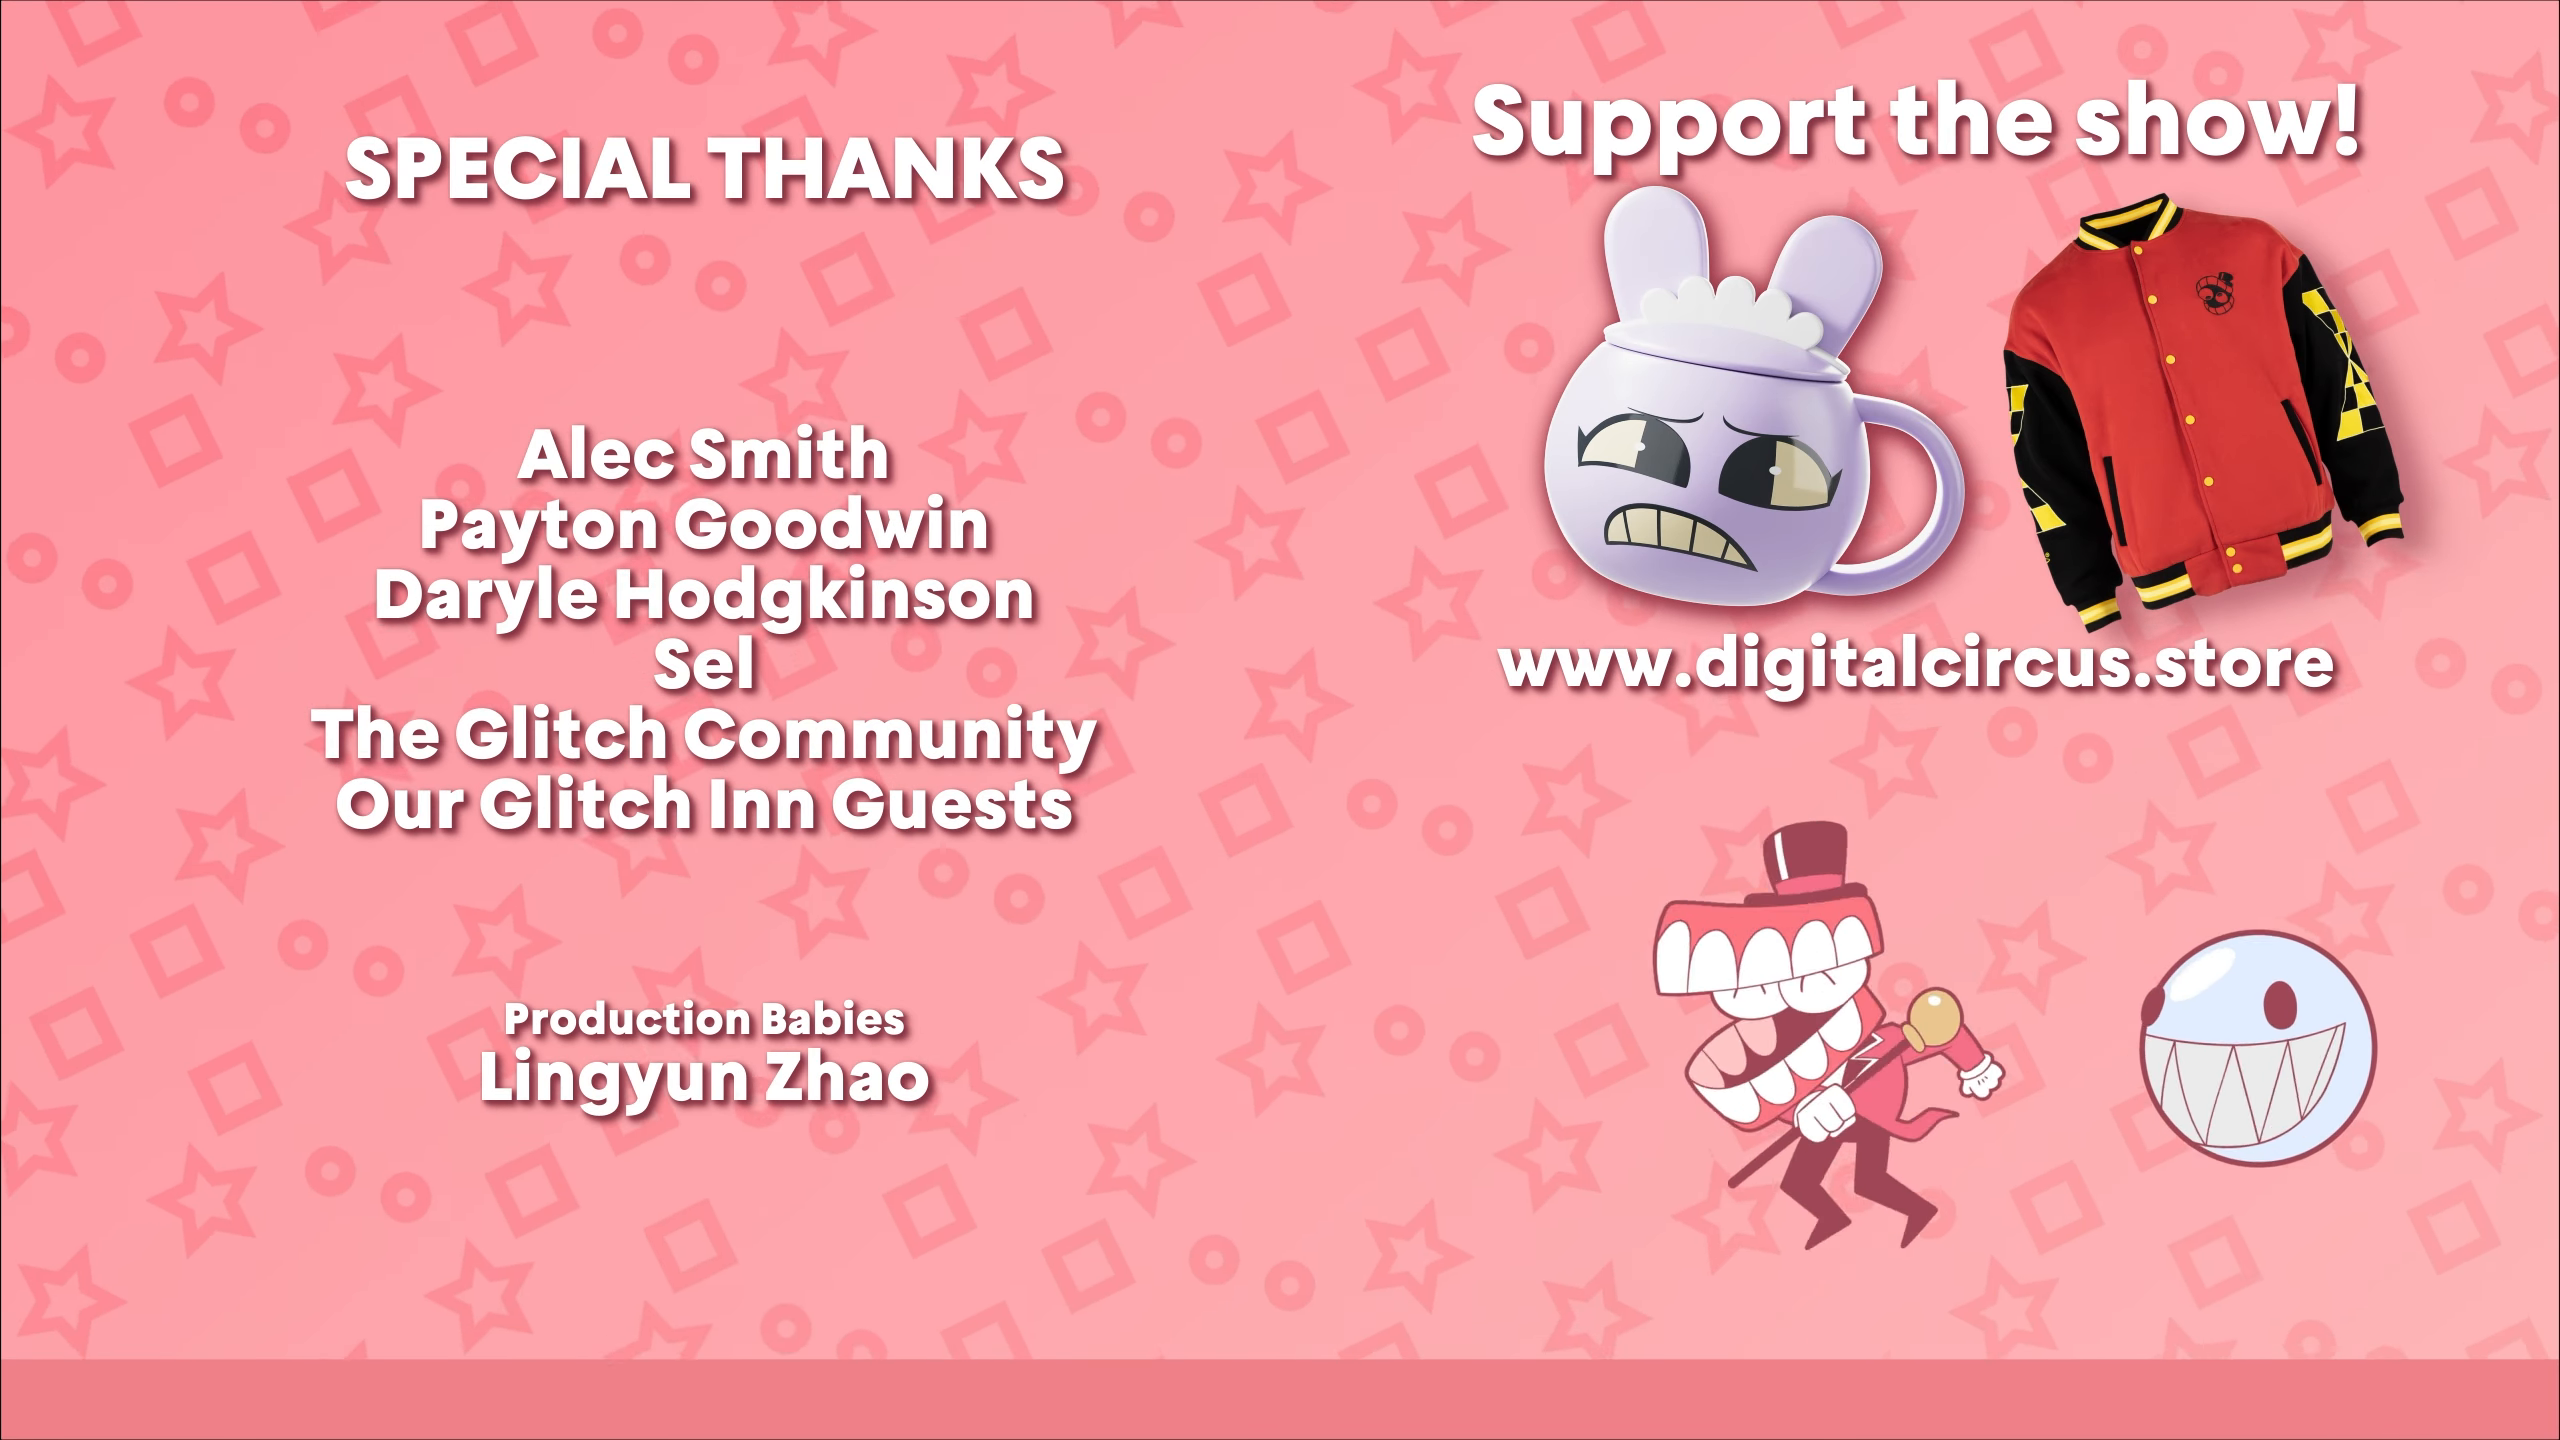 SPECIAL THANKS
Alec Smith
Payton Goodwin
Daryle Hodgkinson
Sel
The Glitch Community
Our Glitch Inn Guests
Production Babies
Lingyun Zhao
Support the show!
www.digitalcircus.store